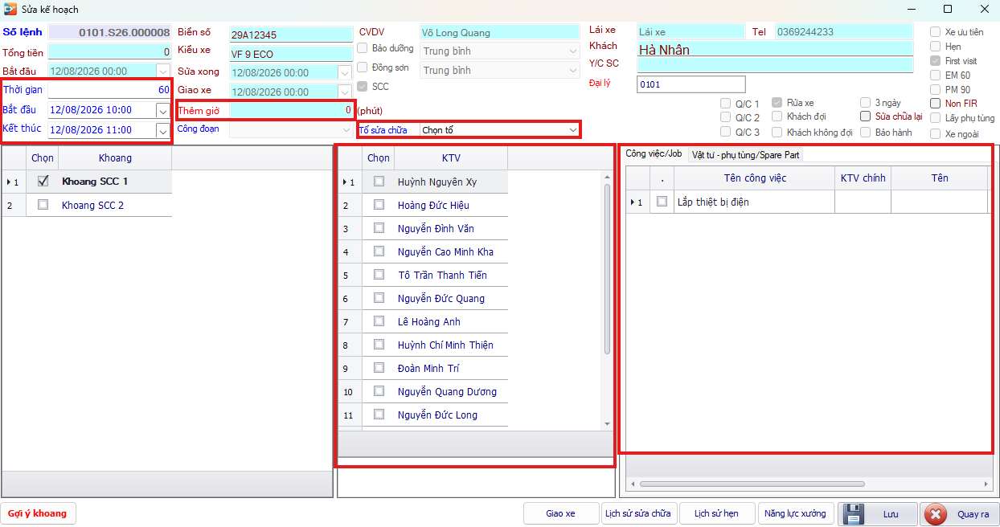 Sửa kế hoạch
Số lệnh 0101.S26.000008 Biển số 29A12345 CVDV Võ Long Quang Lái xe Lái xe Tel 0369244233 Xe ưu tiên
Tổng tiền 0 Kiểu xe VF 9 ECO Bảo dưỡng Trung bình Khách Hà Nhân Hẹn
Bắt đầu 12/08/2026 00:00 Sửa xong 12/08/2026 00:00 Đồng sơn Trung bình Y/C SC First visit
Thời gian 60 Giao xe 12/08/2026 00:00 SCC Đại lý 0101 EM 60
PM 90
Bắt đầu 12/08/2026 10:00 Thêm giờ 0 (phút) Q/C 1 Rửa xe 3 ngày Non FIR
Q/C 2 Khách đợi Sửa chữa lại Lấy phụ tùng
Kết thúc 12/08/2026 11:00 Công đoạn Tổ sửa chữa Chọn tổ Q/C 3 Khách không đợi Bảo hành Xe ngoài
Chọn Khoang
1 Khoang SCC 1
2 Khoang SCC 2
Chọn KTV
1 Huỳnh Nguyên Xy
2 Hoàng Đức Hiệu
3 Nguyễn Đình Văn
4 Nguyễn Cao Minh Kha
5 Tô Trần Thanh Tiến
6 Nguyễn Đức Quang
7 Lê Hoàng Anh
8 Huỳnh Chí Minh Thiện
9 Đoàn Minh Trí
10 Nguyễn Quang Dương
11 Nguyễn Đức Long
Công việc/Job Vật tư - phụ tùng/Spare Part
. Tên công việc KTV chính Tên
1 Lắp thiết bị điện
Gợi ý khoang Giao xe Lịch sử sửa chữa Lịch sử hẹn Năng lực xưởng Lưu Quay ra